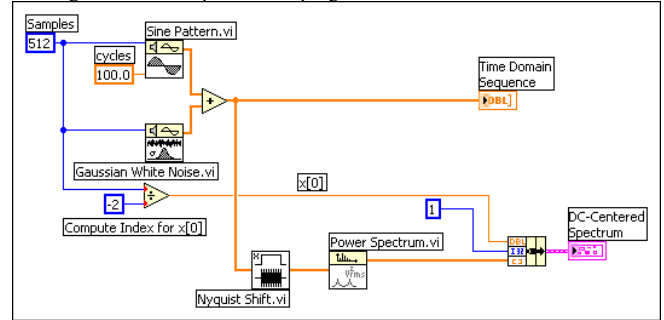 Samples
512
Sine Pattern.vi
cycles
100.0
Time Domain
Sequence
DBL]
Gaussian White Noise.vi
-2
x[0]
Compute Index for x[0]
1
DC-Centered
Spectrum
DBL
I32
Power Spectrum.vi
Nyquist Shift.vi